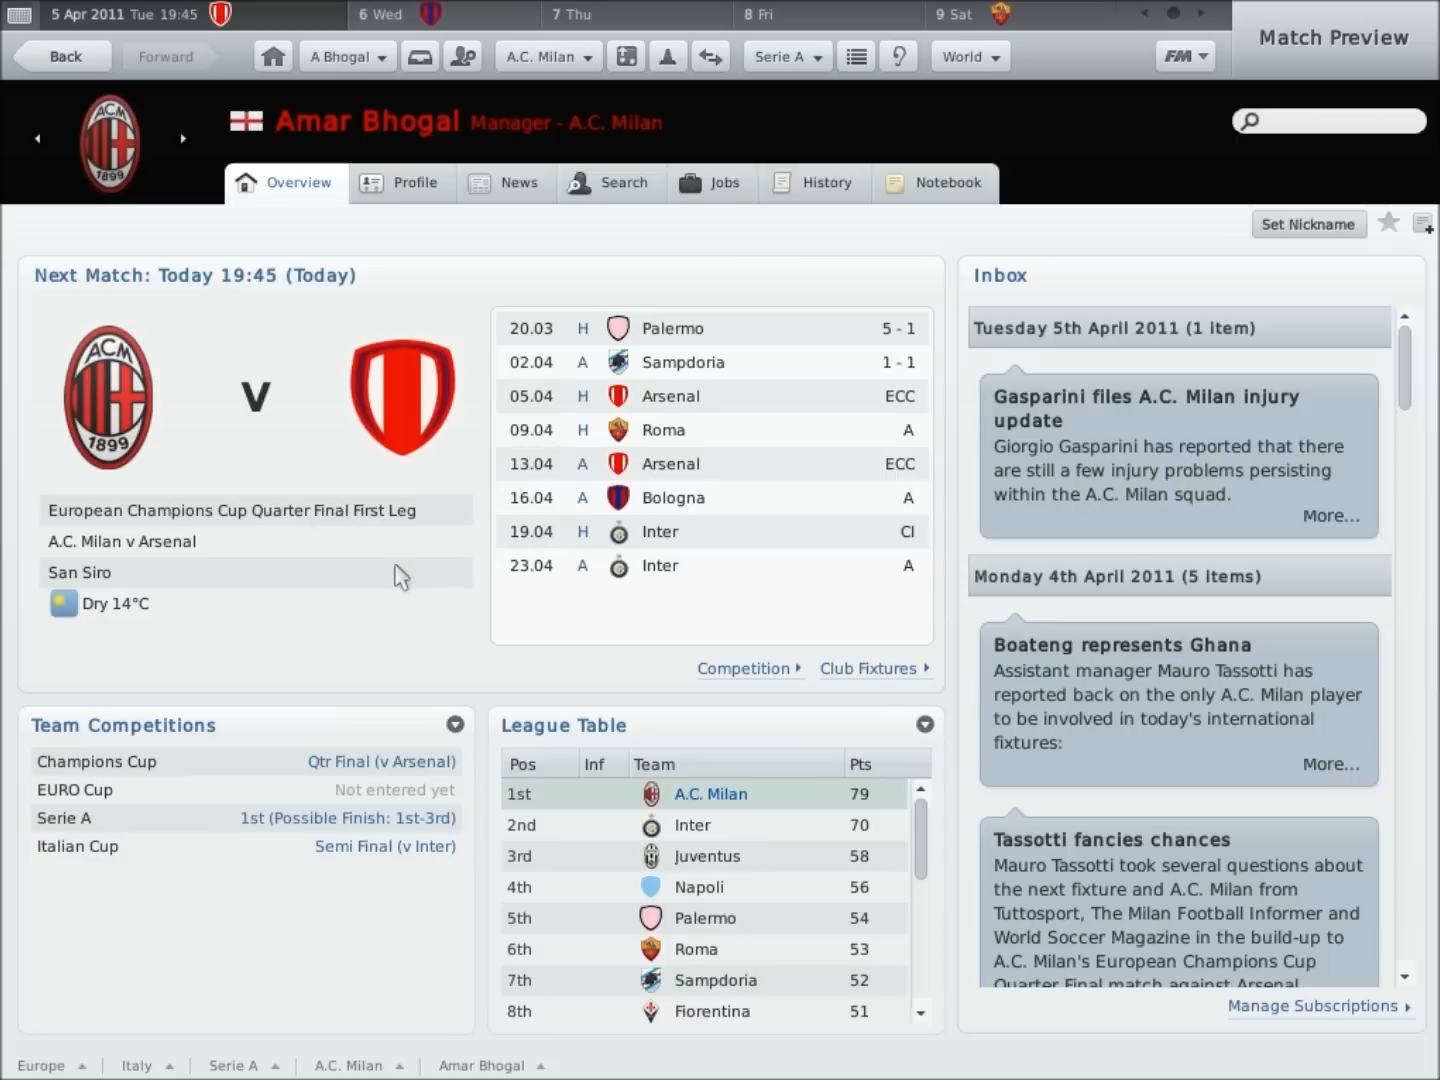 5 Apr 2011 Tue 19:45
6 Wed
7 Thu
8 Fri
9 Sat
Match Preview
Back
Forward
A Bhogal
A.C. Milan
Serie A
World
FM
ACM
1899
Amar Bhogal Manager - A.C. Milan
Overview
Profile
News
Search
Jobs
History
Notebook
Set Nickname
Next Match: Today 19:45 (Today)
ACM
1899
V
European Champions Cup Quarter Final First Leg
A.C. Milan v Arsenal
San Siro
Dry 14°C
20.03 H Palermo 5 - 1
02.04 A Sampdoria 1 - 1
05.04 H Arsenal ECC
09.04 H Roma A
13.04 A Arsenal ECC
16.04 A Bologna A
19.04 H Inter CI
23.04 A Inter A
Competition
Club Fixtures
Inbox
Tuesday 5th April 2011 (1 item)
Gasparini files A.C. Milan injury
update
Giorgio Gasparini has reported that there
are still a few injury problems persisting
within the A.C. Milan squad.
More...
Monday 4th April 2011 (5 items)
Boateng represents Ghana
Assistant manager Mauro Tassotti has
reported back on the only A.C. Milan player
to be involved in today's international
fixtures:
More...
Tassotti fancies chances
Mauro Tassotti took several questions about
the next fixture and A.C. Milan from
Tuttosport, The Milan Football Informer and
World Soccer Magazine in the build-up to
A.C. Milan's European Champions Cup
Quarter Final match against Arsenal
Manage Subscriptions
Team Competitions
Champions Cup Qtr Final (v Arsenal)
EURO Cup Not entered yet
Serie A 1st (Possible Finish: 1st-3rd)
Italian Cup Semi Final (v Inter)
League Table
Pos Inf Team Pts
1st A.C. Milan 79
2nd Inter 70
3rd Juventus 58
4th Napoli 56
5th Palermo 54
6th Roma 53
7th Sampdoria 52
8th Fiorentina 51
Europe
Italy
Serie A
A.C. Milan
Amar Bhogal